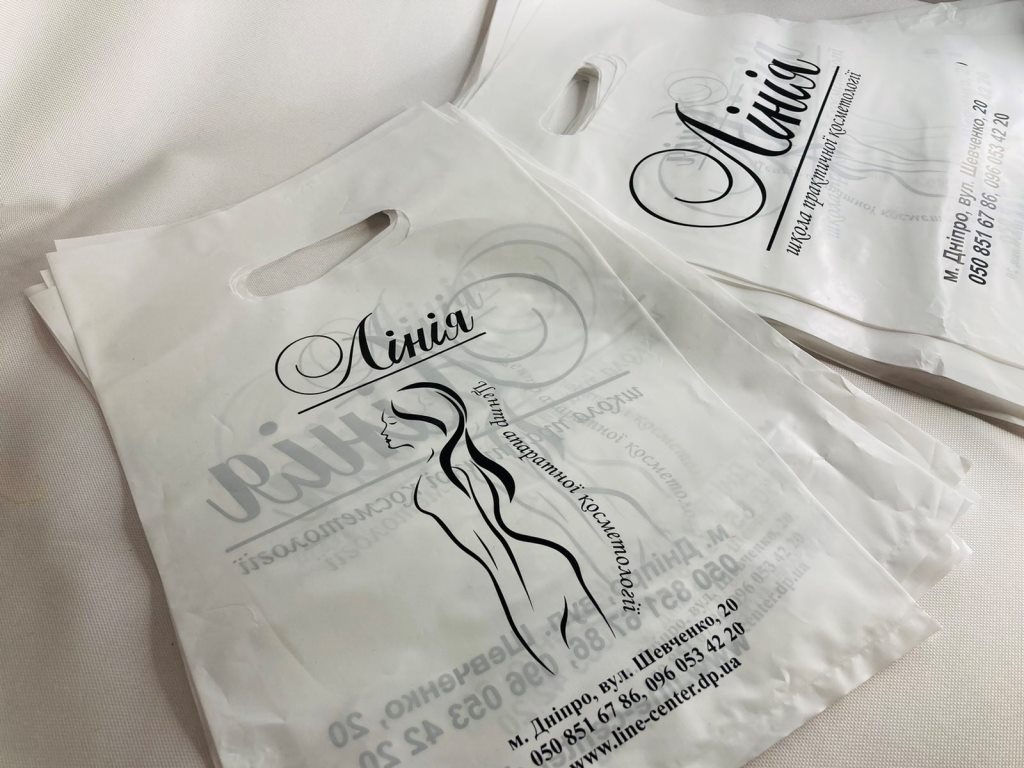 Лінія
Центр апаратної косметології
м. Дніпро, вул. Шевченко, 20
050 851 67 86, 096 053 42 20
www.line-center.dp.ua
Лінія
школа практичної косметології
м. Дніпро, вул. Шевченко, 20
050 851 67 86, 096 053 42 20